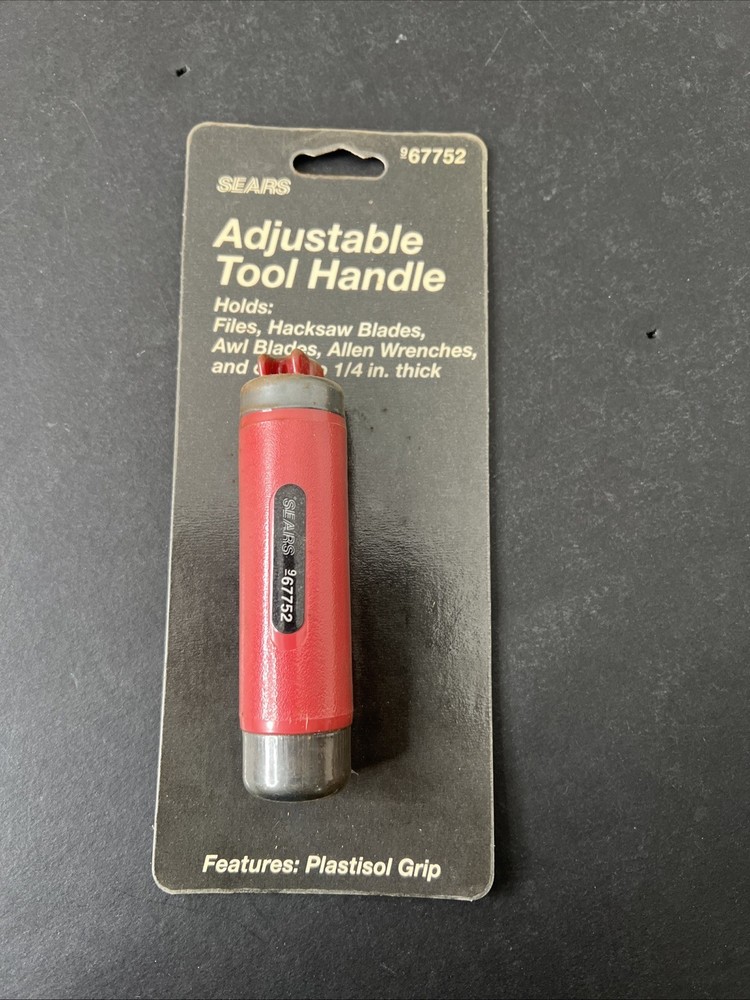 SEARS
967752
Adjustable
Tool Handle
Holds:
Files, Hacksaw Blades,
Awl Blades, Allen Wrenches,
and 1/4 in. thick
SEARS 967752
Features: Plastisol Grip